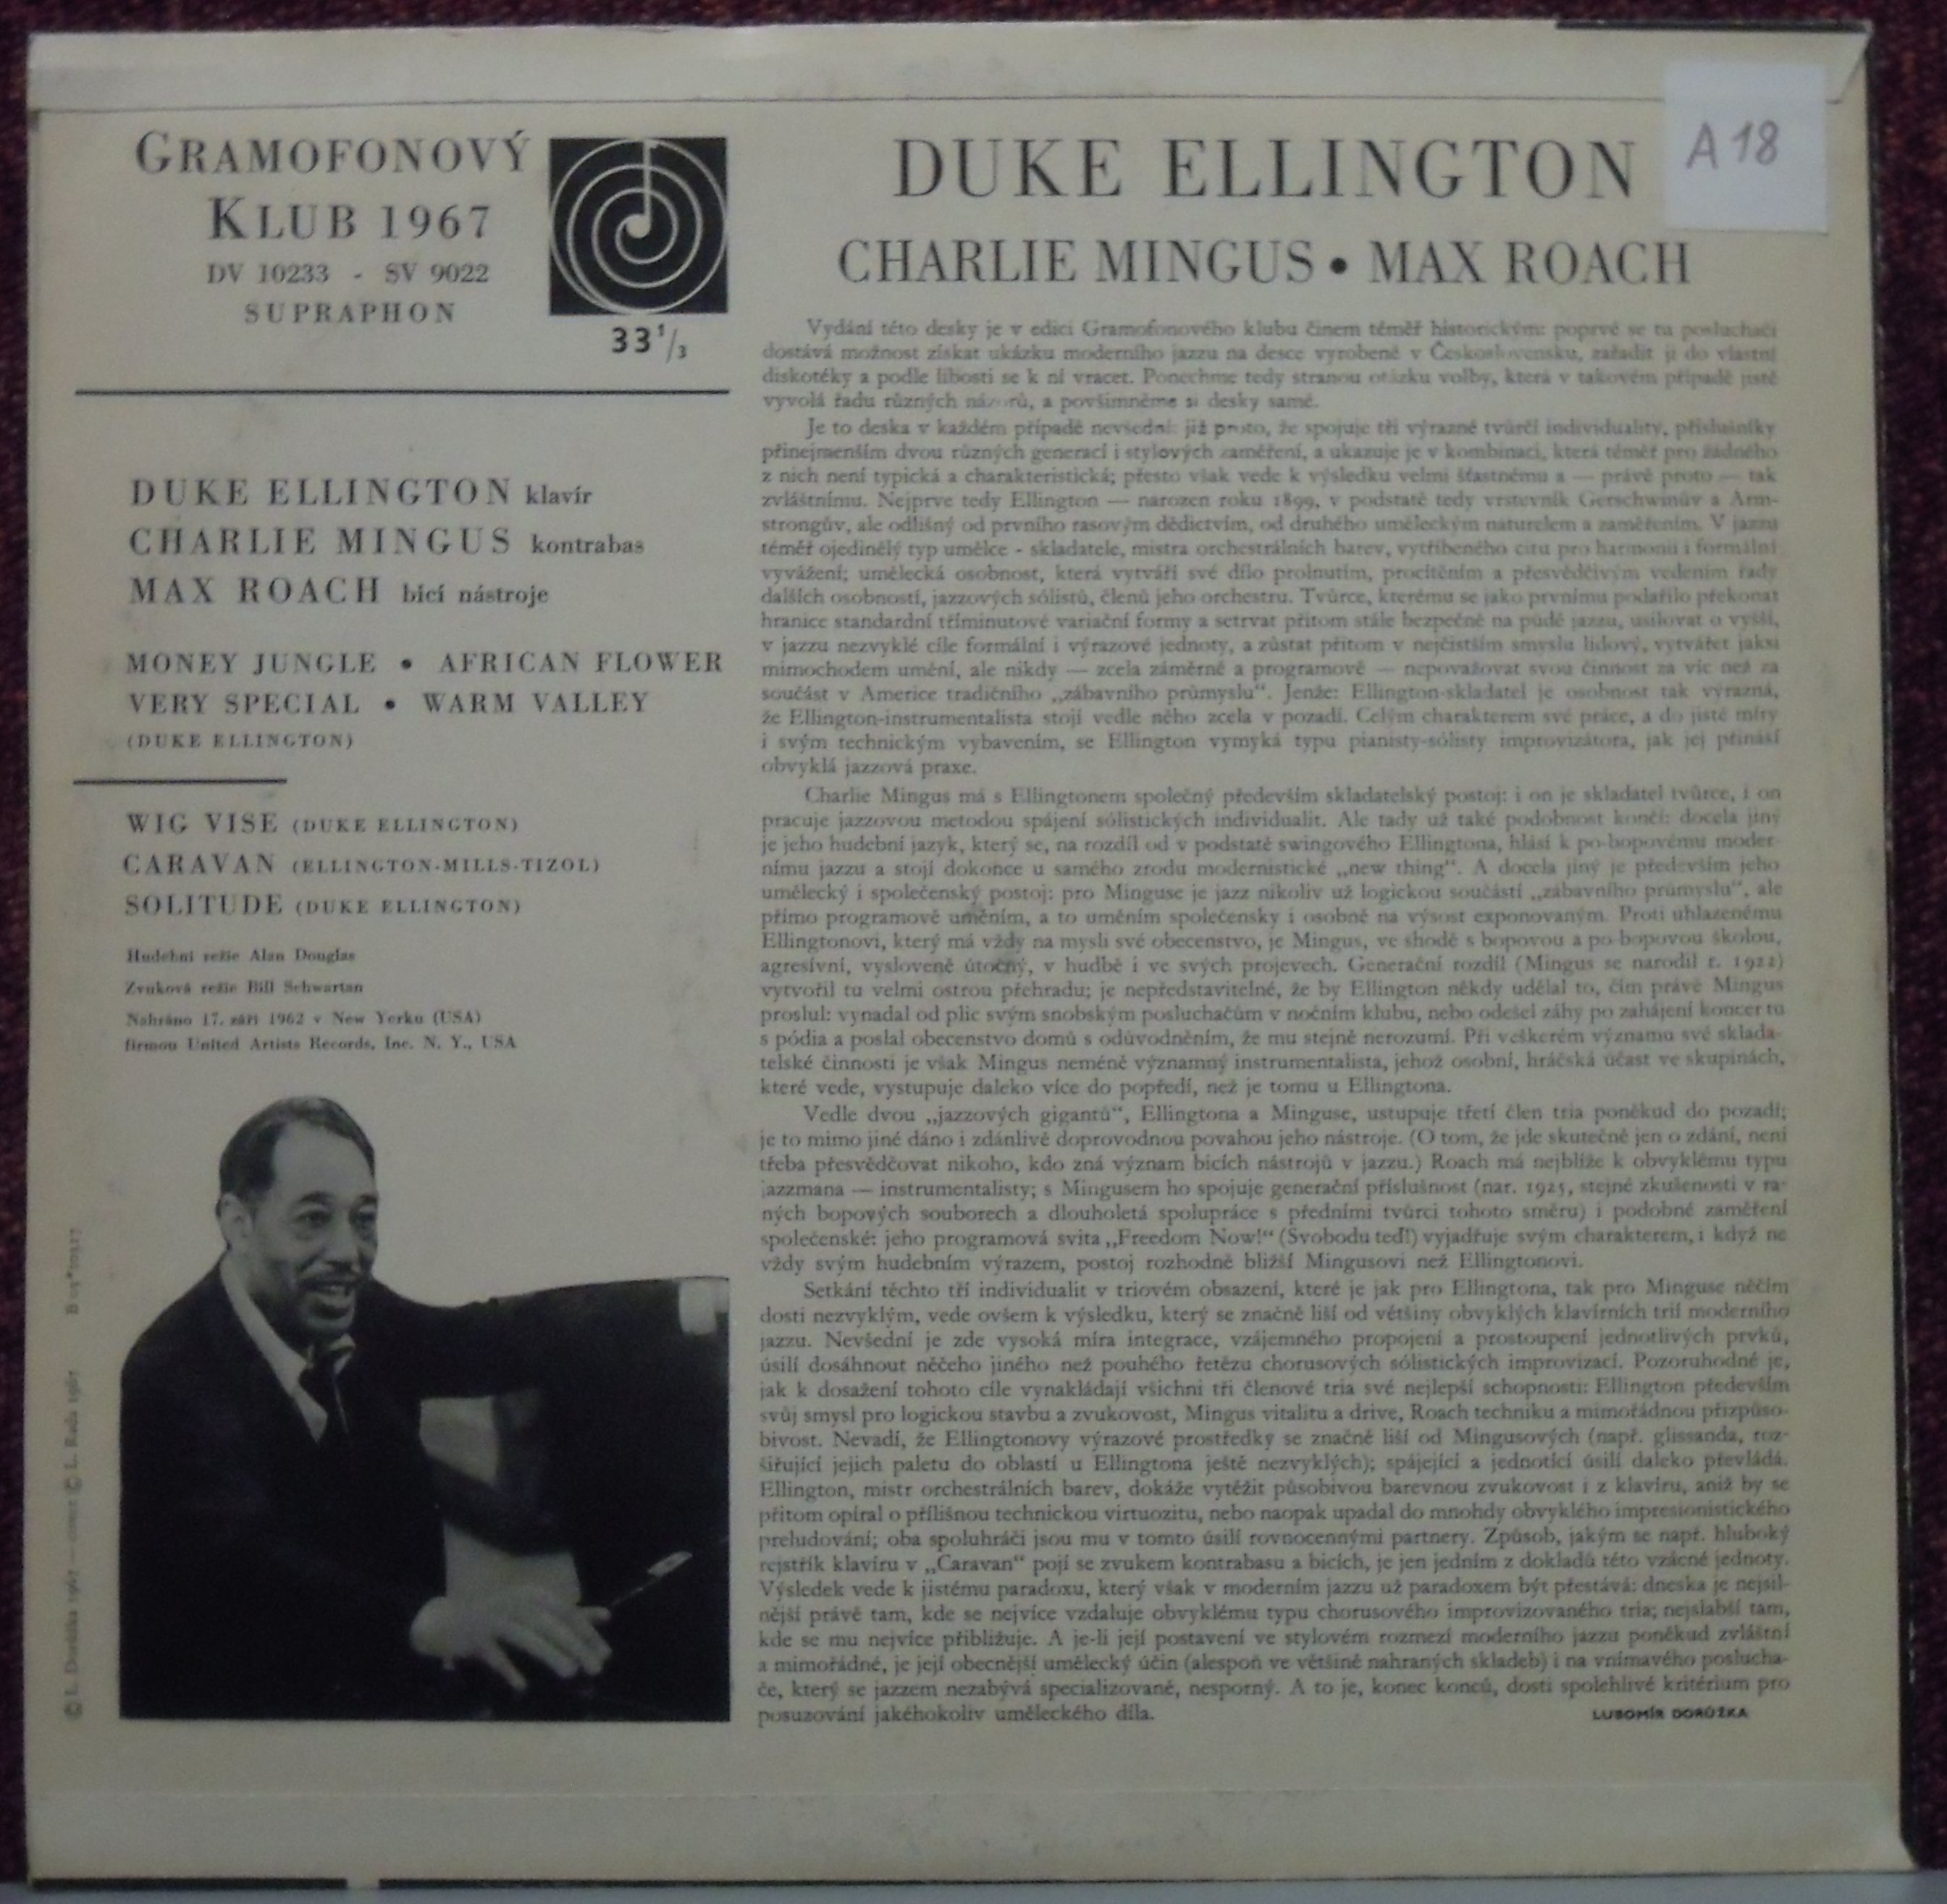 GRAMOFONOVÝ
KLUB 1967
DV 10233 - SV 9022
SUPRAPHON
33 1/3
DUKE ELLINGTON klavír
CHARLIE MINGUS kontrabas
MAX ROACH bicí nástroje
MONEY JUNGLE • AFRICAN FLOWER
VERY SPECIAL • WARM VALLEY
(DUKE ELLINGTON)
WIG VISE (DUKE ELLINGTON)
CARAVAN (ELLINGTON-MILLS-TIZOL)
SOLITUDE (DUKE ELLINGTON)
Hudební režie Alan Douglas
Zvuková režie Bill Schwartan
Nahráno 17. září 1962 v New Yorku (USA)
firmou United Artists Records, Inc. N. Y., USA
© L. Dorůžka 1967 — cover © L. Rada 1967
A 18
DUKE ELLINGTON
CHARLIE MINGUS • MAX ROACH
Vydání této desky je v edici Gramofonového klubu činem téměř historickým: poprvé se tu posluchači
dostává možnost získat ukázku moderního jazzu na desce vyrobené v Československu, zařadit ji do vlastní
diskotéky a podle libosti se k ní vracet. Ponechme tedy stranou otázku volby, která v takovém případě jistě
vyvolá řadu různých názorů, a povšimněme si desky samé.
Je to deska v každém případě nevšední: již proto, že spojuje tři výrazné tvůrčí individuality, příslušníky
přinejmenším dvou různých generací i stylových zaměření, a ukazuje je v kombinaci, která téměř pro žádného
z nich není typická a charakteristická; přesto však vede k výsledku velmi šťastnému a — právě proto — tak
zvláštnímu. Nejprve tedy Ellington — narozen roku 1899, v podstatě tedy vrstevník Gerschwinův a Arm-
strongův, ale odlišný od prvního rasovým dědictvím, od druhého uměleckým naturelem a zaměřením. V jazzu
téměř ojedinělý typ umělce - skladatele, mistra orchestrálních barev, vytříbeného citu pro harmonii i formální
vyvážení; umělecká osobnost, která vytváří své dílo prolnutím, procítěním a přesvědčivým vedením řady
dalších osobností, jazzových sólistů, členů jeho orchestru. Tvůrce, kterému se jako prvnímu podařilo překonat
hranice standardní tříminutové variační formy a setrvat přitom stále bezpečně na půdě jazzu, usilovat o vyšší,
v jazzu nezvyklé cíle formální i výrazové jednoty, a zůstat přitom v nejčistším smyslu lidový, vytvářet jaksi
mimochodem umění, ale nikdy — zcela záměrně a programově — nepovažovat svou činnost za víc než za
součást v Americe tradičního „zábavního průmyslu“. Jenže: Ellington-skladatel je osobnost tak výrazná,
že Ellington-instrumentalista stojí vedle něho zcela v pozadí. Celým charakterem své práce, a do jisté míry
i svým technickým vybavením, se Ellington vymyká typu pianisty-sólisty improvizátora, jak jej přináší
obvyklá jazzová praxe.
Charlie Mingus má s Ellingtonem společný především skladatelský postoj: i on je skladatel tvůrce, i on
pracuje jazzovou metodou spájení sólistických individualit. Ale tady už také podobnost končí: docela jiný
je jeho hudební jazyk, který se, na rozdíl od v podstatě swingového Ellingtona, hlásí k po-bopovému moder-
nímu jazzu a stojí dokonce u samého zrodu modernistické „new thing“. A docela jiný je především jeho
umělecký i společenský postoj: pro Minguse je jazz nikoliv už logickou součástí „zábavního průmyslu“, ale
přímo programově uměním, a to uměním společensky i osobně na výsost exponovaným. Proti uhlazenému
Ellingtonovi, který má vždy na mysli své obecenstvo, je Mingus, ve shodě s bopovou a po-bopovou školou,
agresívní, vysloveně útočný, v hudbě i ve svých projevech. Generační rozdíl (Mingus se narodil r. 1922)
vytvořil tu velmi ostrou přehradu; je nepředstavitelné, že by Ellington někdy udělal to, čím právě Mingus
proslul: vynadal od plic svým snobským posluchačům v nočním klubu, nebo odešel záhy po zahájení koncertu
s pódia a poslal obecenstvo domů s odůvodněním, že mu stejně nerozumí. Při veškerém významu své sklada-
telské činnosti je však Mingus neméně významný instrumentalista, jehož osobní, hráčská účast ve skupinách,
které vede, vystupuje daleko více do popředí, než je tomu u Ellingtona.
Vedle dvou „jazzových gigantů“, Ellingtona a Minguse, ustupuje třetí člen tria poněkud do pozadí;
je to mimo jiné dáno i zdánlivě doprovodnou povahou jeho nástroje. (O tom, že jde skutečně jen o zdání, není
třeba přesvědčovat nikoho, kdo zná význam bicích nástrojů v jazzu.) Roach má nejblíže k obvyklému typu
jazzmana — instrumentalisty; s Mingusem ho spojuje generační příslušnost (nar. 1925, stejné zkušenosti v ra-
ných bopových souborech a dlouholetá spolupráce s předními tvůrci tohoto směru) i podobné zaměření
společenské: jeho programová svita „Freedom Now!“ (Svobodu teď!) vyjadřuje svým charakterem, i když ne
vždy svým hudebním výrazem, postoj rozhodně bližší Mingusovi než Ellingtonovi.
Setkání těchto tří individualit v triovém obsazení, které je jak pro Ellingtona, tak pro Minguse něčím
dosti nezvyklým, vede ovšem k výsledku, který se značně liší od většiny obvyklých klavírních trií moderního
jazzu. Nevšední je zde vysoká míra integrace, vzájemného propojení a prostoupení jednotlivých prvků,
úsilí dosáhnout něčeho jiného než pouhého řetězu chorusových sólistických improvizací. Pozoruhodné je,
jak k dosažení tohoto cíle vynakládají všichni tři členové tria své nejlepší schopnosti: Ellington především
svůj smysl pro logickou stavbu a zvukovost, Mingus vitalitu a drive, Roach techniku a mimořádnou přizpůso-
bivost. Nevadí, že Ellingtonovy výrazové prostředky se značně liší od Mingusových (např. glissanda, roz-
šiřující jejich paletu do oblastí u Ellingtona ještě nezvyklých); spájející a jednotící úsilí daleko převládá.
Ellington, mistr orchestrálních barev, dokáže vytěžit působivou barevnou zvukovost i z klavíru, aniž by se
přitom opíral o přílišnou technickou virtuozitu, nebo naopak upadal do mnohdy obvyklého impresionistického
preludování; oba spoluhráči jsou mu v tomto úsilí rovnocennými partnery. Způsob, jakým se např. hluboký
rejstřík klavíru v „Caravan“ pojí se zvukem kontrabasu a bicích, je jen jedním z dokladů této vzácné jednoty.
Výsledek vede k jistému paradoxu, který však v moderním jazzu už paradoxem být přestává: dneska je nejsil-
nější právě tam, kde se nejvíce vzdaluje obvyklému typu chorusového improvizovaného tria; nejslabší tam,
kde se mu nejvíce přibližuje. A je-li její postavení ve stylovém rozmezí moderního jazzu poněkud zvláštní
a mimořádné, je její obecnější umělecký účin (alespoň ve většině nahraných skladeb) i na vnímavého poslucha-
če, který se jazzem nezabývá specializovaně, nesporný. A to je, konec konců, dosti spolehlivé kritérium pro
posuzování jakéhokoliv uměleckého díla.
LUBOMÍR DORŮŽKA